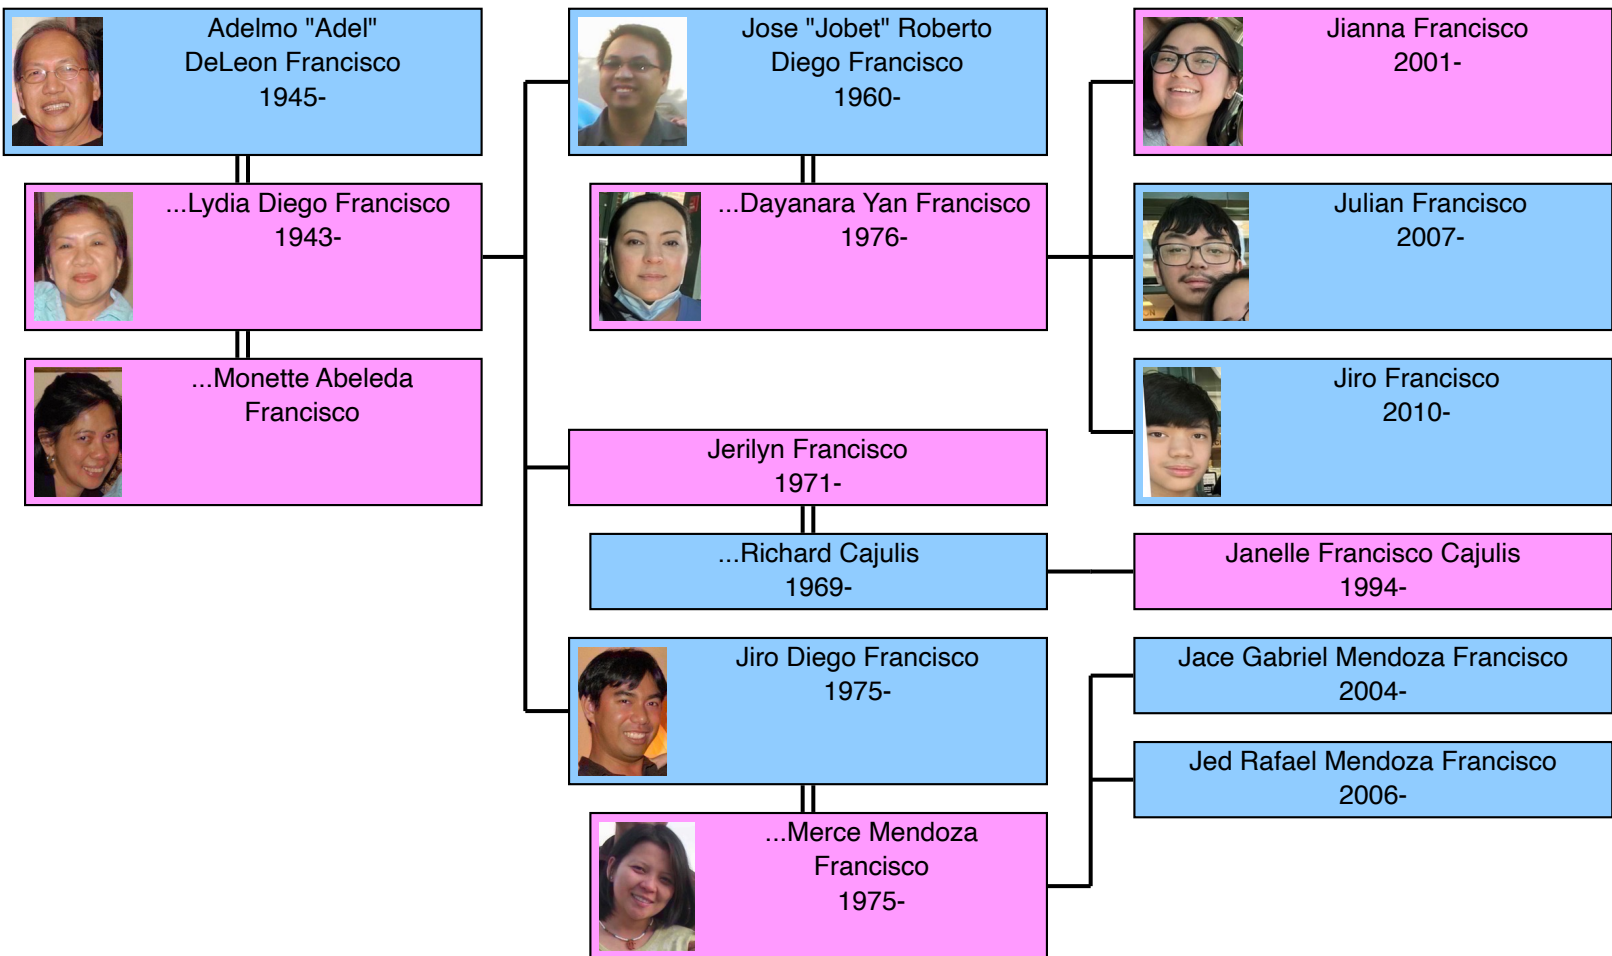 Adelmo "Adel"
DeLeon Francisco
1945-
...Lydia Diego Francisco
1943-
...Monette Abeleda
Francisco
Jose "Jobet" Roberto
Diego Francisco
1960-
...Dayanara Yan Francisco
1976-
Jerilyn Francisco
1971-
...Richard Cajulis
1969-
Jiro Diego Francisco
1975-
...Merce Mendoza
Francisco
1975-
Jianna Francisco
2001-
Julian Francisco
2007-
Jiro Francisco
2010-
Janelle Francisco Cajulis
1994-
Jace Gabriel Mendoza Francisco
2004-
Jed Rafael Mendoza Francisco
2006-